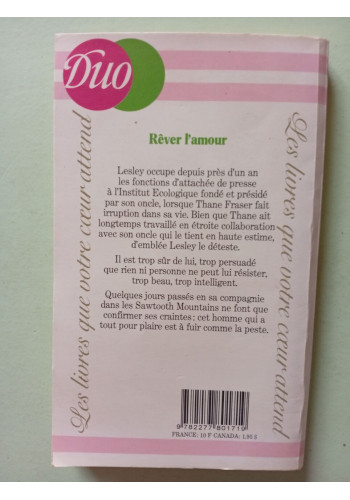 Duo
Rêver l'amour
Lesley occupe depuis près d'un an
les fonctions d'attachée de presse
à l'Institut Ecologique fondé et présidé
par son oncle, lorsque Thane Fraser fait
irruption dans sa vie. Bien que Thane ait
longtemps travaillé en étroite collaboration
avec son oncle qui le tient en haute estime,
d'emblée Lesley le déteste.
Il est trop sûr de lui, trop persuadé
que rien ni personne ne peut lui résister,
trop beau, trop intelligent.
Quelques jours passés en sa compagnie
dans les Sawtooth Mountains ne font que
confirmer ses craintes; cet homme qui a
tout pour plaire est à fuir comme la peste.
Les livres que votre cœur attend
Les livres que votre cœur attend
9 782277 801719
FRANCE: 10 F CANADA: 1.95 $